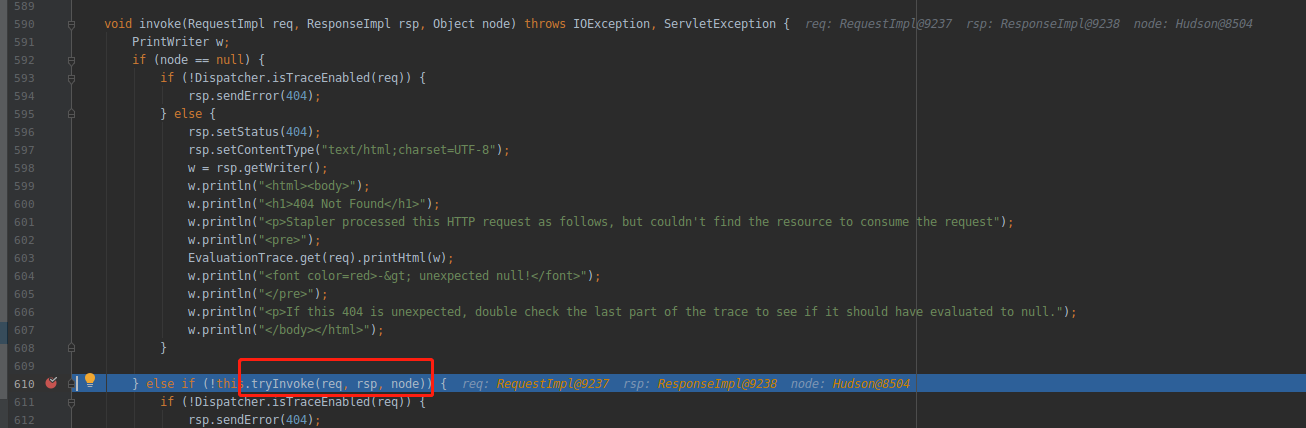 589
590 void invoke(RequestImpl req, ResponseImpl rsp, Object node) throws IOException, ServletException { req: RequestImpl@9237 rsp: ResponseImpl@9238 node: Hudson@8504
591 PrintWriter w;
592 if (node == null) {
593 if (!Dispatcher.isTraceEnabled(req)) {
594 rsp.sendError(404);
595 } else {
596 rsp.setStatus(404);
597 rsp.setContentType("text/html;charset=UTF-8");
598 w = rsp.getWriter();
599 w.println("<html><body>");
600 w.println("<h1>404 Not Found</h1>");
601 w.println("<p>Stapler processed this HTTP request as follows, but couldn't find the resource to consume the request");
602 w.println("<pre>");
603 EvaluationTrace.get(req).printHtml(w);
604 w.println("<font color=red>-&gt; unexpected null!</font>");
605 w.println("</pre>");
606 w.println("<p>If this 404 is unexpected, double check the last part of the trace to see if it should have evaluated to null.");
607 w.println("</body></html>");
608 }
609
610 } else if (!this.tryInvoke(req, rsp, node)) { req: RequestImpl@9237 rsp: ResponseImpl@9238 node: Hudson@8504
611 if (!Dispatcher.isTraceEnabled(req)) {
612 rsp.sendError(404);